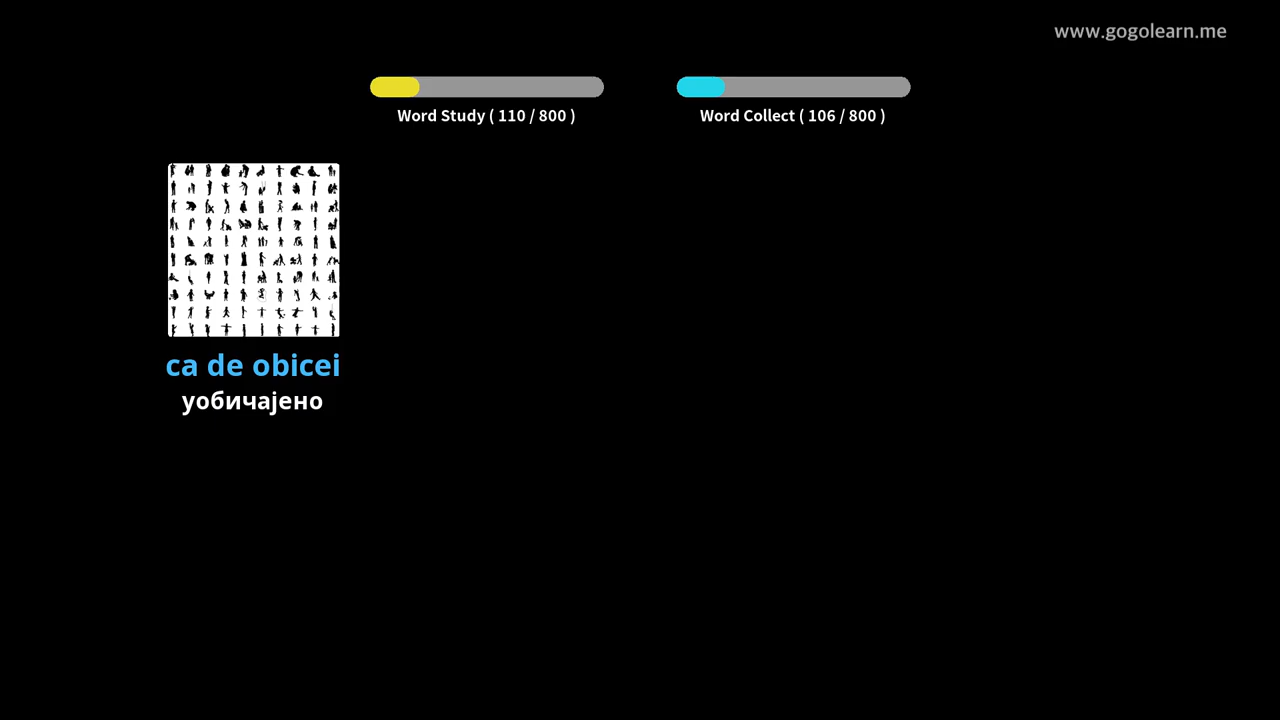 www.gogolearn.me
Word Study ( 110 / 800 )
Word Collect ( 106 / 800 )
ca de obicei
уобичајено